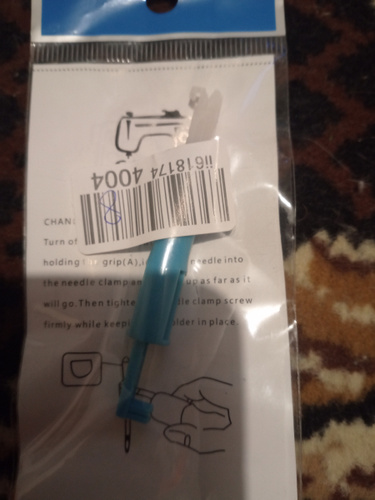 ii618174 4004
8
CHAN
Turn of
holding grip(A), needle into
the needle clamp up as far as it
will go. Then tighte clamp screw
firmly while keep older in place.